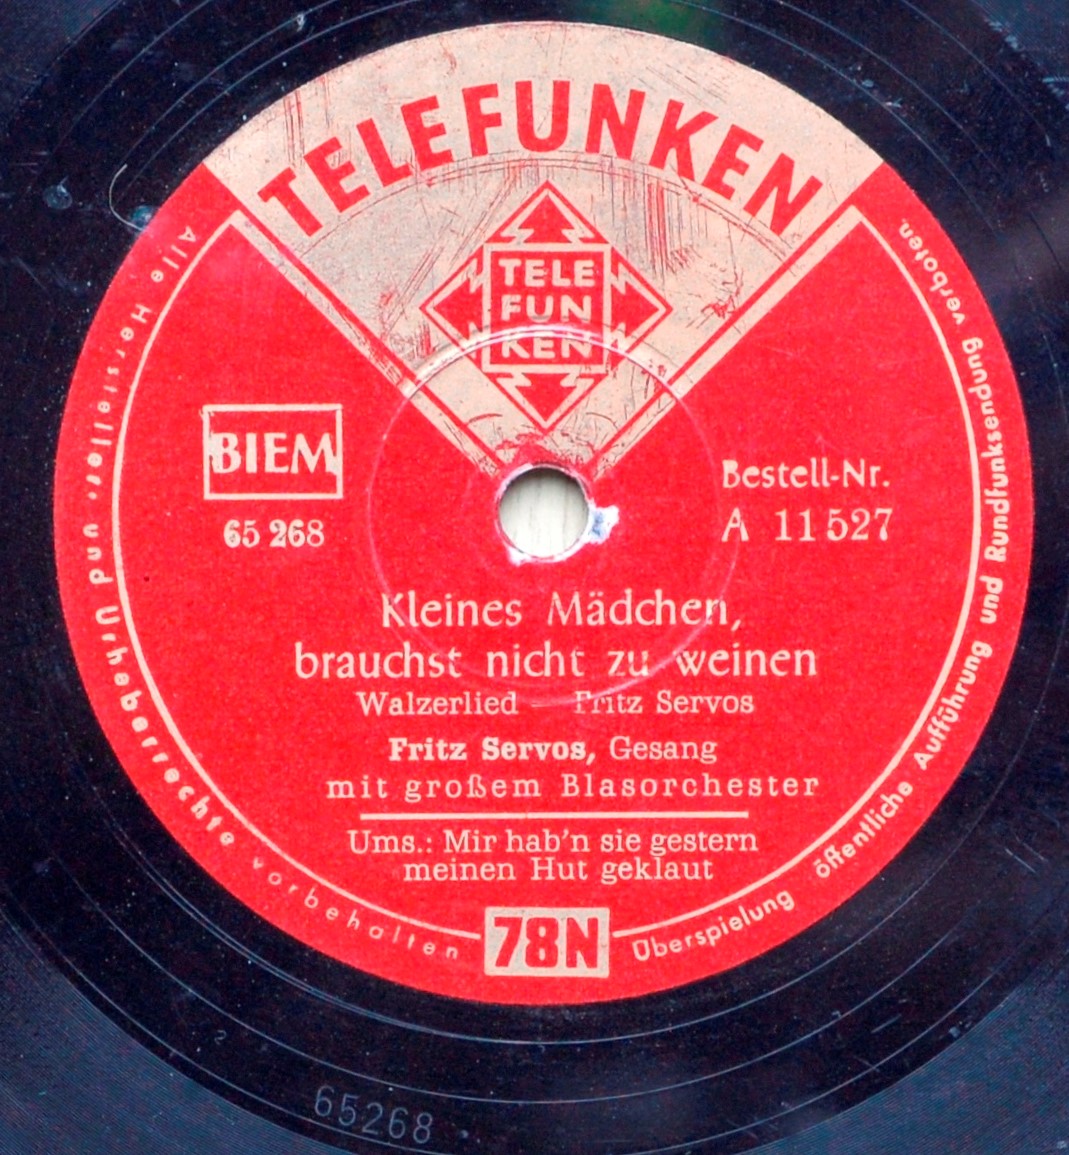 TELEFUNKEN
TELE
FUN
KEN
BIEM
65 268
Bestell-Nr.
A 11527
Kleines Mädchen,
brauchst nicht zu weinen
Walzerlied Fritz Servos
Fritz Servos, Gesang
mit großem Blasorchester
Ums.: Mir hab'n sie gestern
meinen Hut geklaut
78N
Alle Hersteller- und Urheberrechte vorbehalten
Überspielung öffentliche Aufführung und Rundfunksendung verboten.
65268